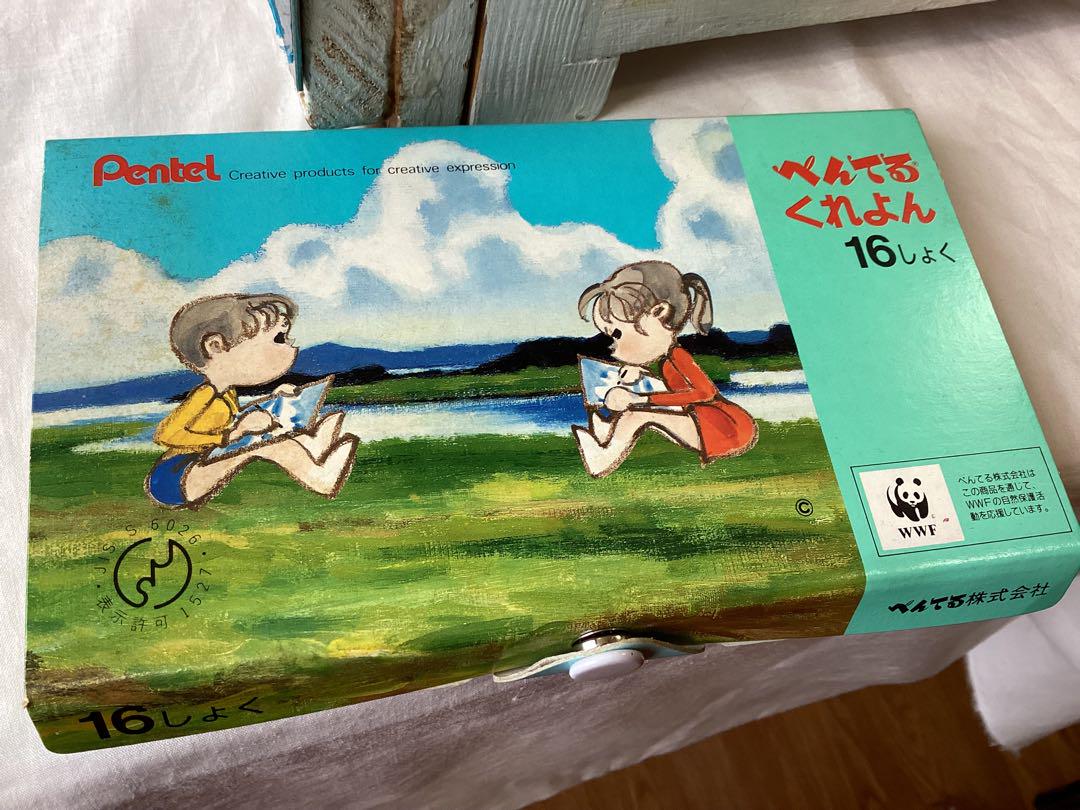 Pentel Creative products for creative expression
ぺんてる
くれよん
16しょく
WWF
ぺんてる株式会社は
この商品を通じて、
WWFの自然保護活
動を応援しています。
©
JIS S 6026
表示許可 1527
ぺんてる株式会社
16しょく